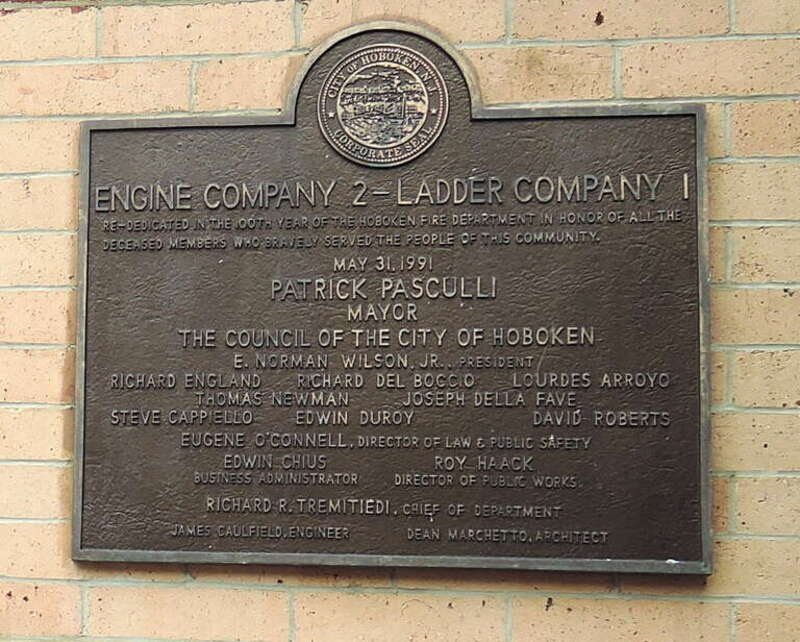 CITY OF HOBOKEN, N.J.
CORPORATE SEAL
ENGINE COMPANY 2 – LADDER COMPANY 1
RE-DEDICATED IN THE 100TH YEAR OF THE HOBOKEN FIRE DEPARTMENT IN HONOR OF ALL THE
DECEASED MEMBERS WHO BRAVELY SERVED THE PEOPLE OF THIS COMMUNITY.
MAY 31, 1991
PATRICK PASCULLI
MAYOR
THE COUNCIL OF THE CITY OF HOBOKEN
E. NORMAN WILSON, JR., PRESIDENT
RICHARD ENGLAND RICHARD DEL BOCCIO LOURDES ARROYO
THOMAS NEWMAN JOSEPH DELLA FAVE
STEVE CAPPIELLO EDWIN DUROY DAVID ROBERTS
EUGENE O'CONNELL, DIRECTOR OF LAW & PUBLIC SAFETY
EDWIN CHIUS ROY HAACK
BUSINESS ADMINISTRATOR DIRECTOR OF PUBLIC WORKS.
RICHARD R. TREMITIEDI, CHIEF OF DEPARTMENT
JAMES CAULFIELD, ENGINEER DEAN MARCHETTO, ARCHITECT